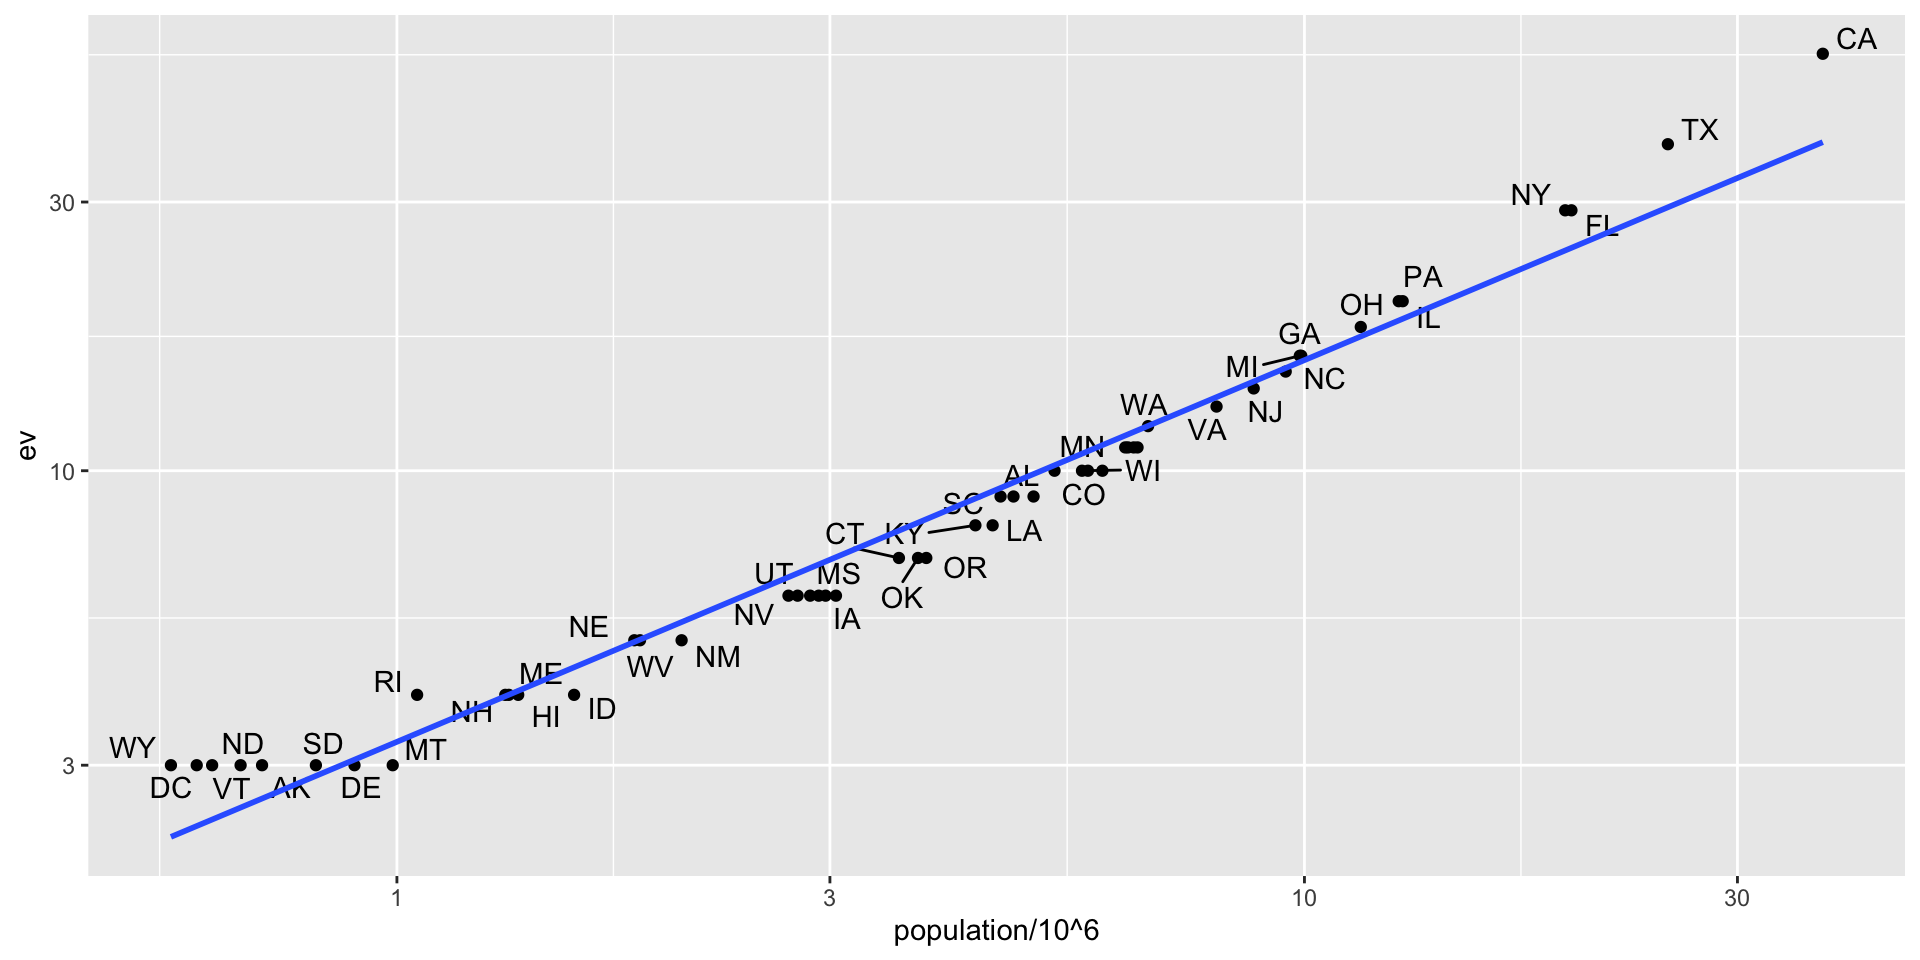 CA
TX
30
NY
FL
PA
OH
IL
GA
MI
NC
WA
NJ
VA
ev
MN
10
WI
AL
CO
SC
CT
KY
LA
OR
UT
MS
OK
NV
IA
NE
WV
NM
RI
ME
NH
HI
ID
WY
ND
SD
MT
3
DC
VT
AK
DE
1
3
10
30
population/10^6